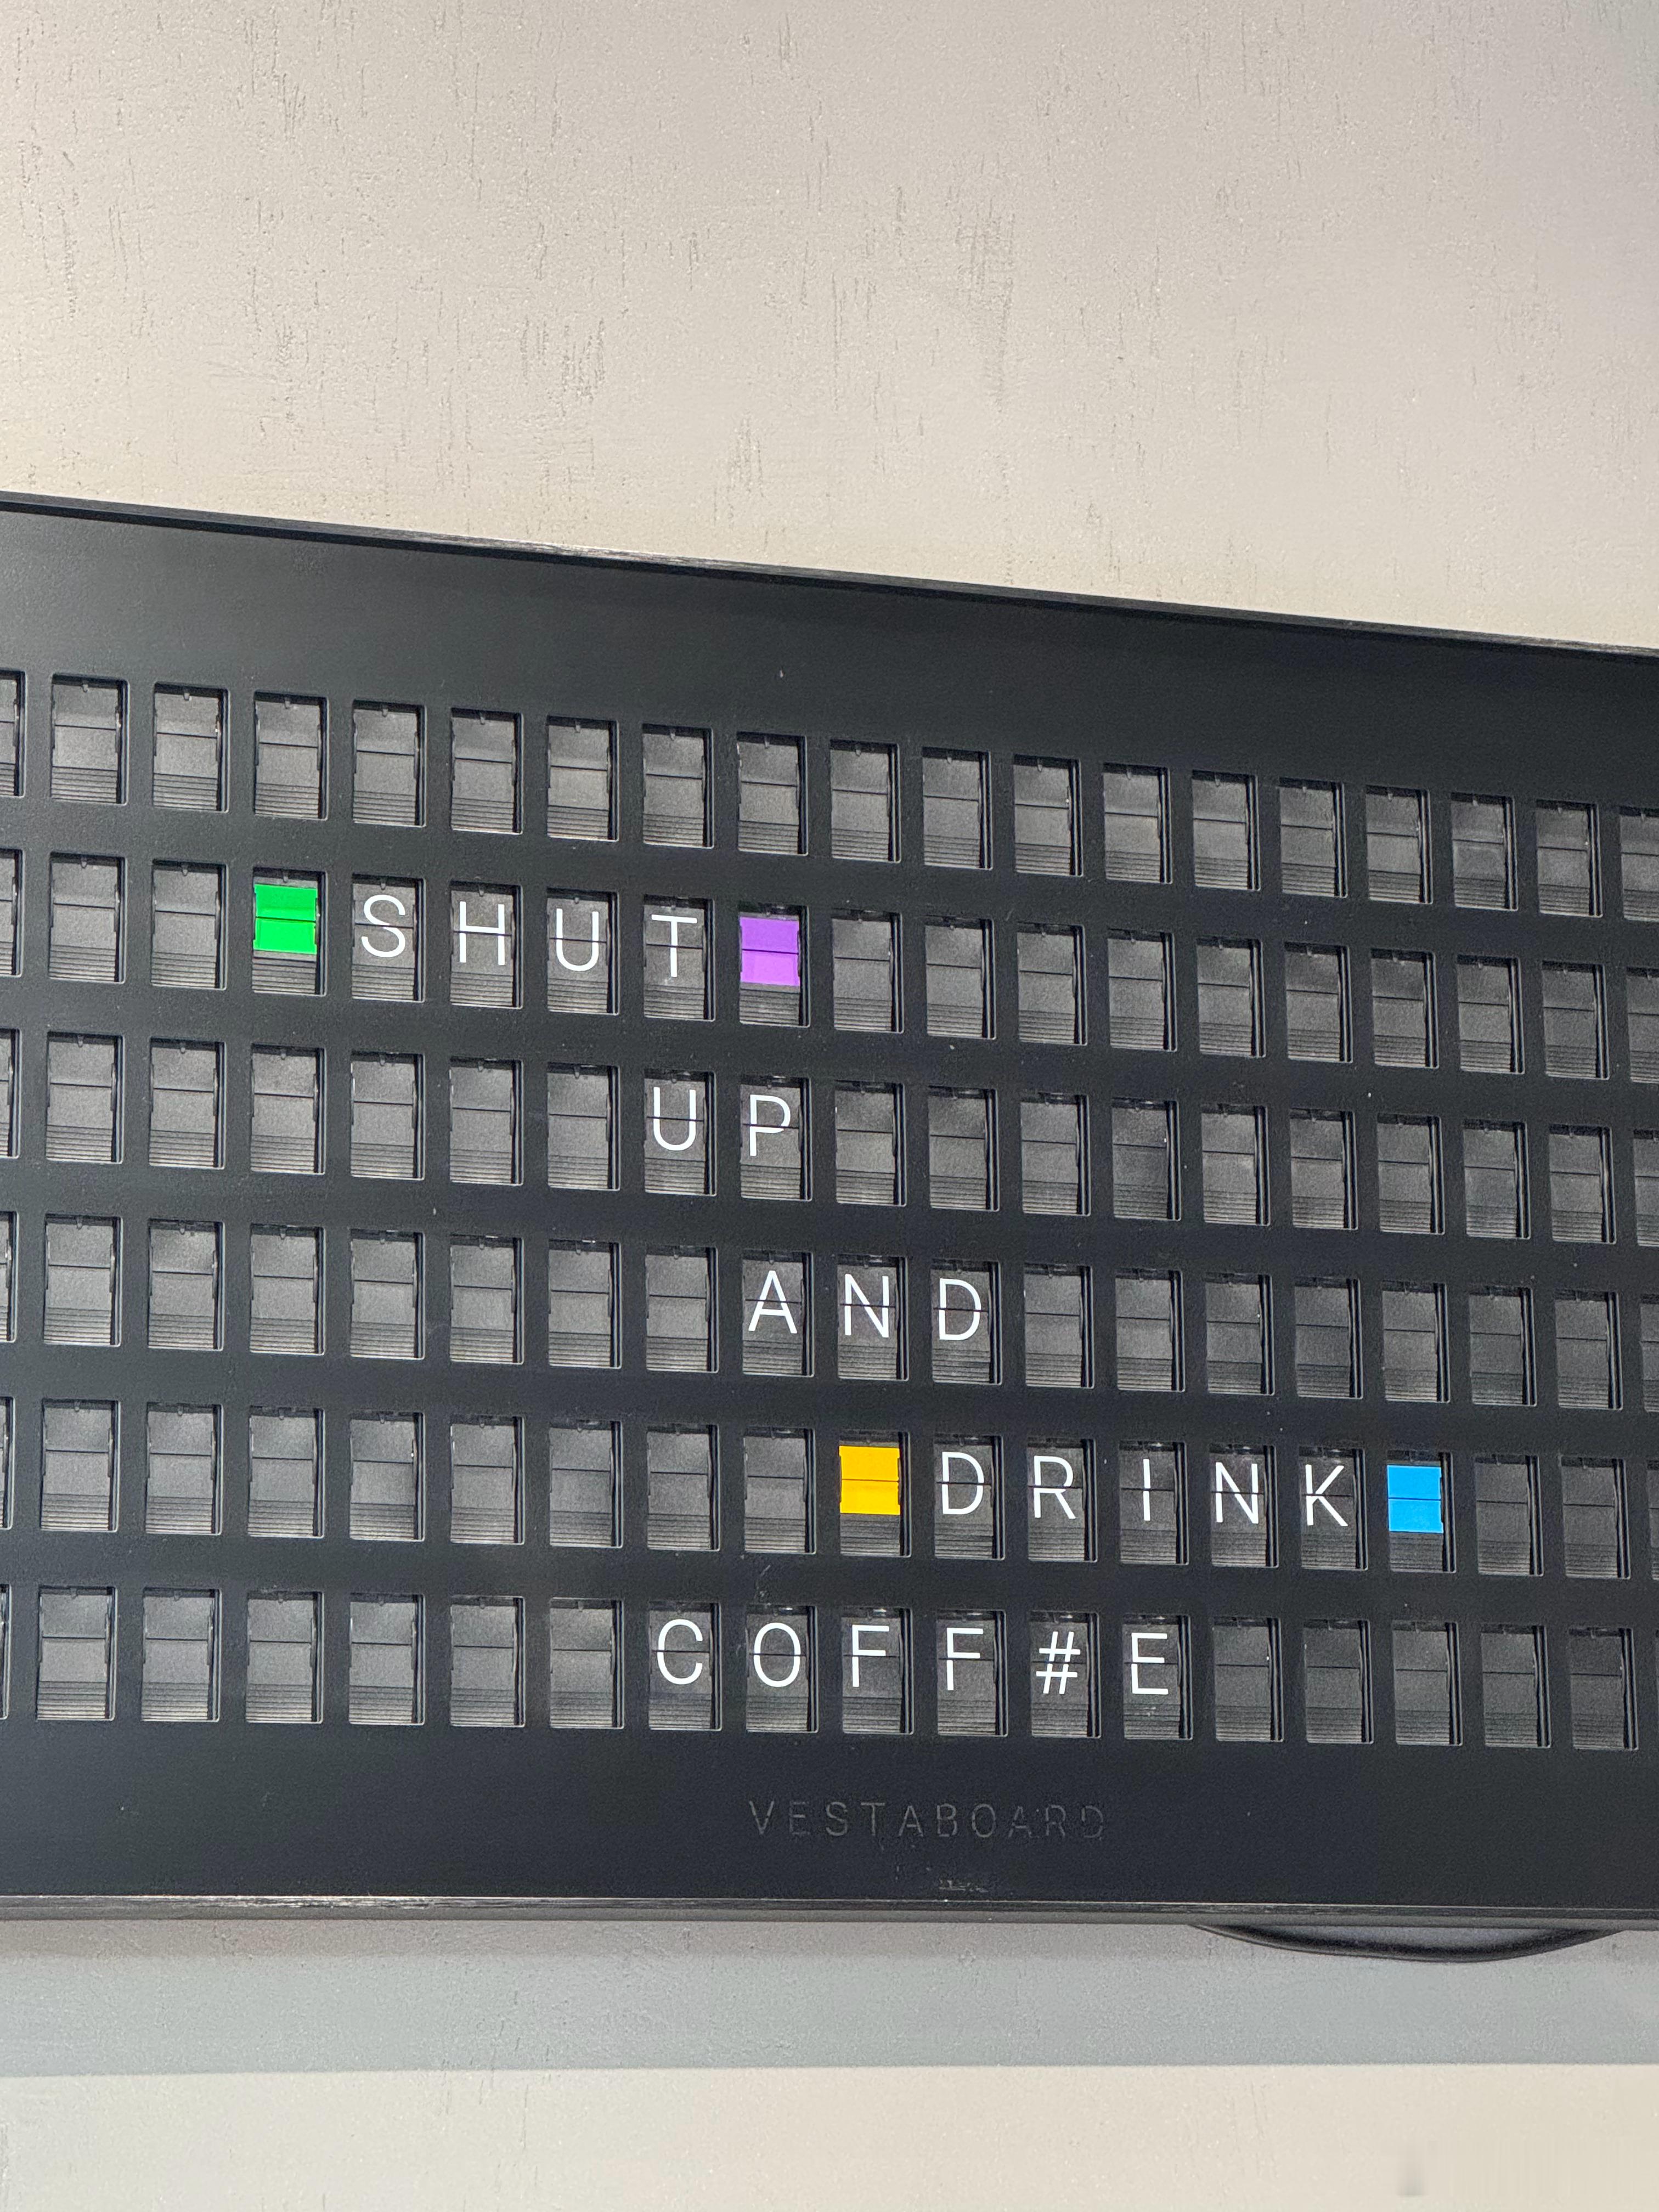 SHUT
UP
AND
DRINK
COFF#E
VESTABOARD